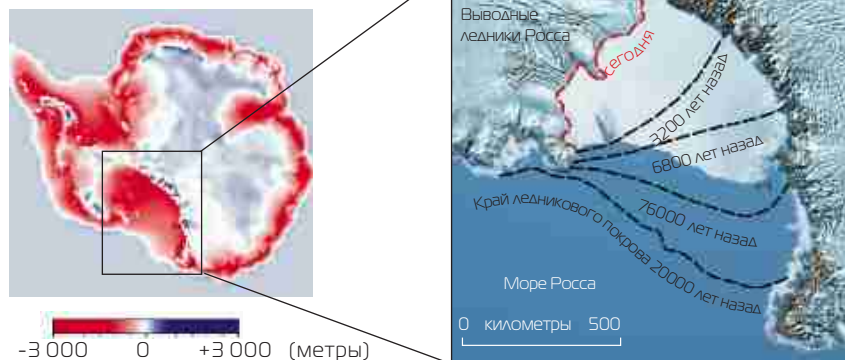 Выводные
ледники Росса
сегодня
3200 лет назад
6800 лет назад
76000 лет назад
Край ледникового покрова 20000 лет назад
Море Росса
0 километры 500
-3 000 0 +3 000 (метры)